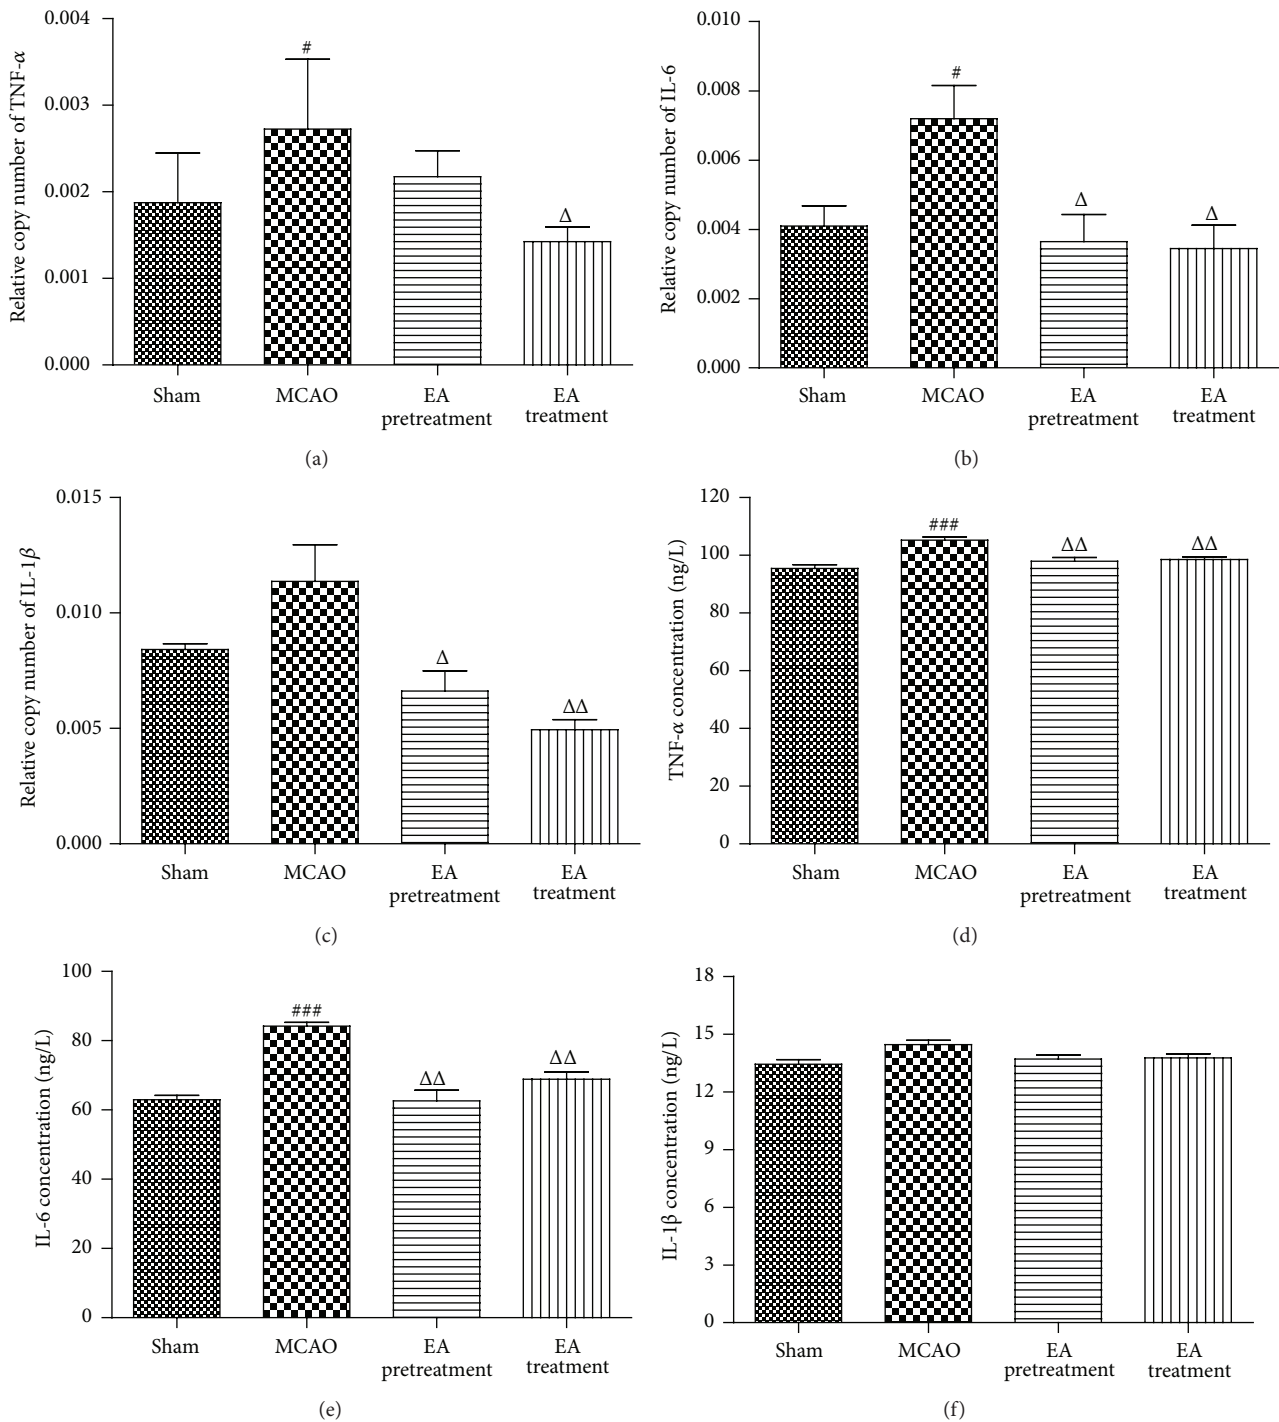 Relative copy number of TNF-α
0.004
0.003
0.002
0.001
0.000
#
Δ
Sham
MCAO
EA
pretreatment
EA
treatment
(a)
Relative copy number of IL-6
0.010
0.008
0.006
0.004
0.002
0.000
#
Δ
Δ
Sham
MCAO
EA
pretreatment
EA
treatment
(b)
Relative copy number of IL-1β
0.015
0.010
0.005
0.000
Δ
ΔΔ
Sham
MCAO
EA
pretreatment
EA
treatment
(c)
TNF-α concentration (ng/L)
120
100
80
60
40
20
0
###
ΔΔ
ΔΔ
Sham
MCAO
EA
pretreatment
EA
treatment
(d)
IL-6 concentration (ng/L)
100
80
60
40
20
0
###
ΔΔ
ΔΔ
Sham
MCAO
EA
pretreatment
EA
treatment
(e)
IL-1β concentration (ng/L)
18
15
12
9
6
3
0
Sham
MCAO
EA
pretreatment
EA
treatment
(f)